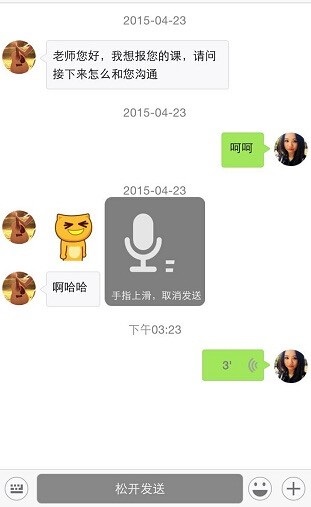 2015-04-23
老师您好，我想报您的课，请问
接下来怎么和您沟通
2015-04-23
呵呵
2015-04-23
手指上滑，取消发送
啊哈哈
下午03:23
3'
松开发送